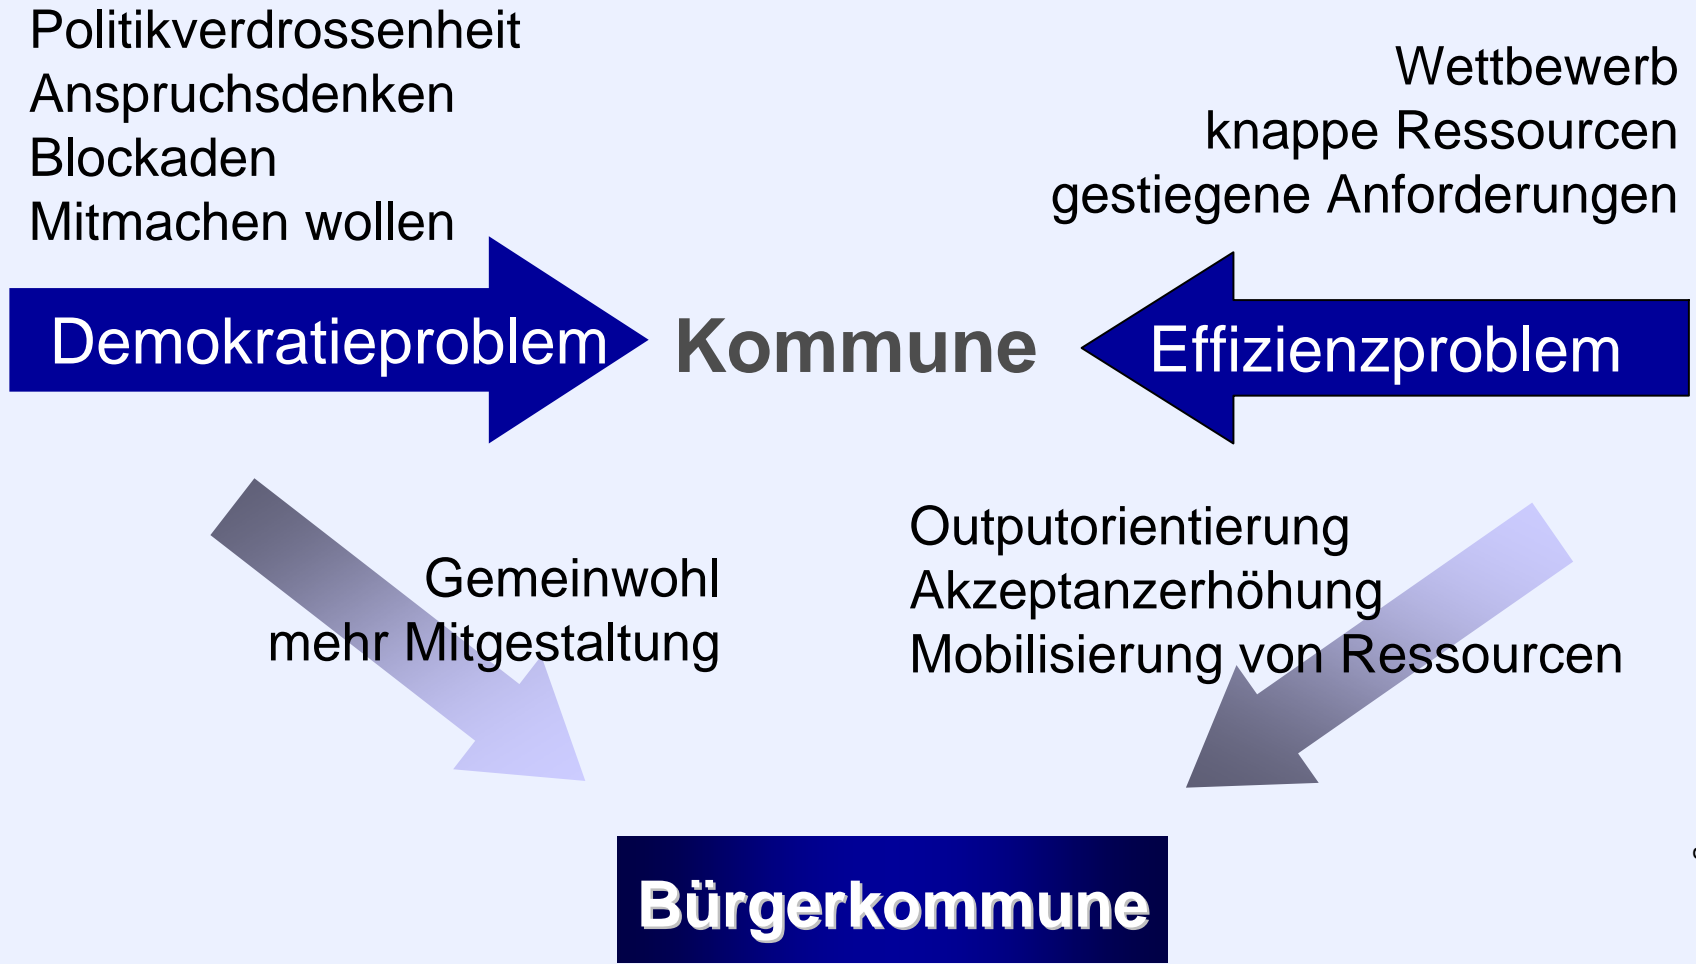 Politikverdrossenheit
Anspruchsdenken
Blockaden
Mitmachen wollen
Wettbewerb
knappe Ressourcen
gestiegene Anforderungen
Demokratieproblem
Kommune
Effizienzproblem
Gemeinwohl
mehr Mitgestaltung
Outputorientierung
Akzeptanzerhöhung
Mobilisierung von Ressourcen
Bürgerkommune